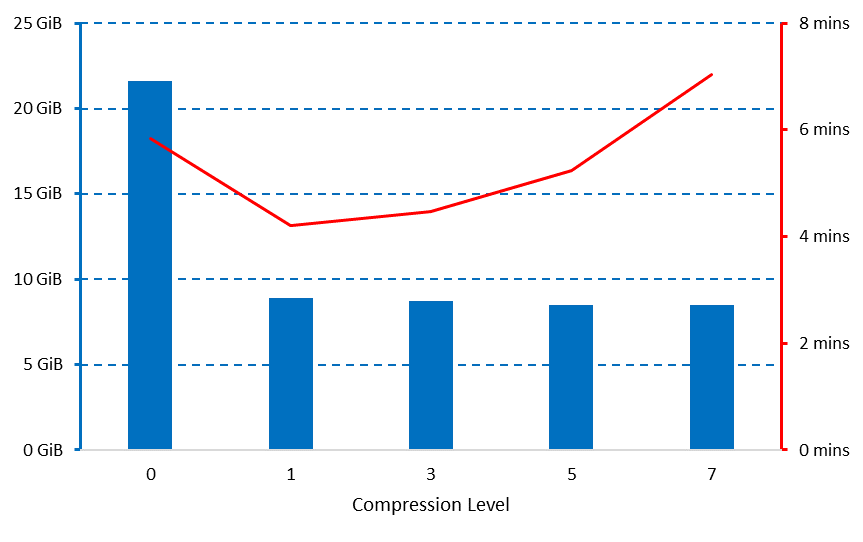 25 GiB
20 GiB
15 GiB
10 GiB
5 GiB
0 GiB
8 mins
6 mins
4 mins
2 mins
0 mins
0 1 3 5 7
Compression Level